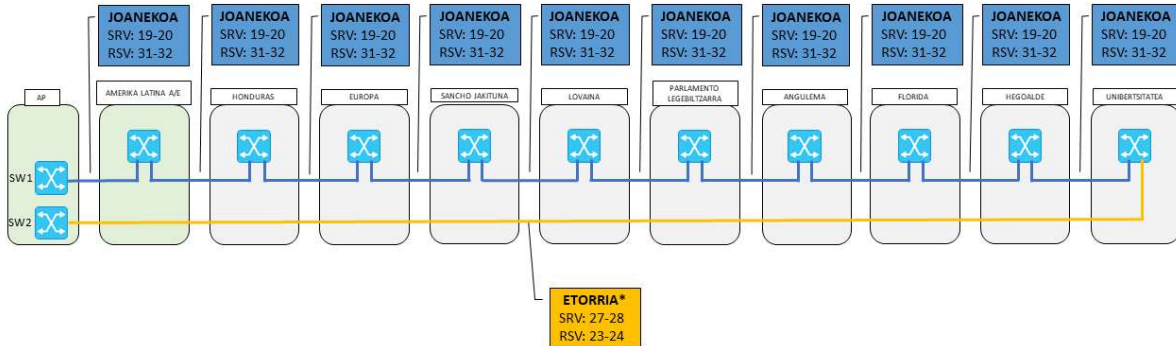 JOANEKOA
SRV: 19-20
RSV: 31-32
JOANEKOA
SRV: 19-20
RSV: 31-32
JOANEKOA
SRV: 19-20
RSV: 31-32
JOANEKOA
SRV: 19-20
RSV: 31-32
JOANEKOA
SRV: 19-20
RSV: 31-32
JOANEKOA
SRV: 19-20
RSV: 31-32
JOANEKOA
SRV: 19-20
RSV: 31-32
JOANEKOA
SRV: 19-20
RSV: 31-32
JOANEKOA
SRV: 19-20
RSV: 31-32
JOANEKOA
SRV: 19-20
RSV: 31-32
AP
AMERIKA LATINA A/E
HONDURAS
EUROPA
SANCHO JAKITUNA
LOVAINA
PARLAMENTO
LEGEBILTZARRA
ANGULEMA
FLORIDA
HEGOALDE
UNIBERTSITATEA
SW1
SW2
ETORRIA*
SRV: 27-28
RSV: 23-24